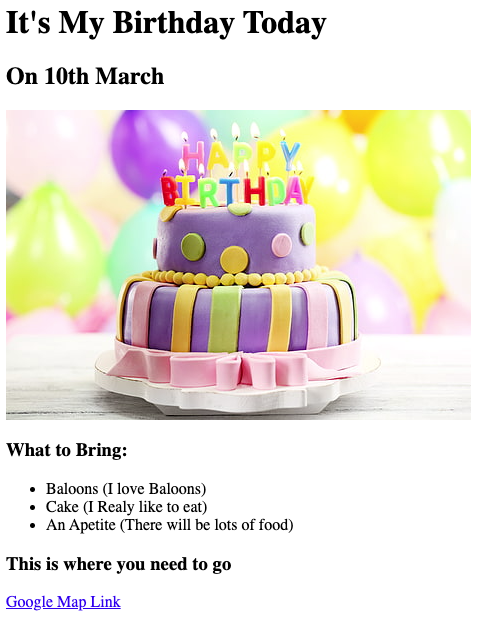 It's My Birthday Today
On 10th March
HAPPY
BIRTHDAY
What to Bring:
Baloons (I love Baloons)
Cake (I Realy like to eat)
An Apetite (There will be lots of food)
This is where you need to go
Google Map Link